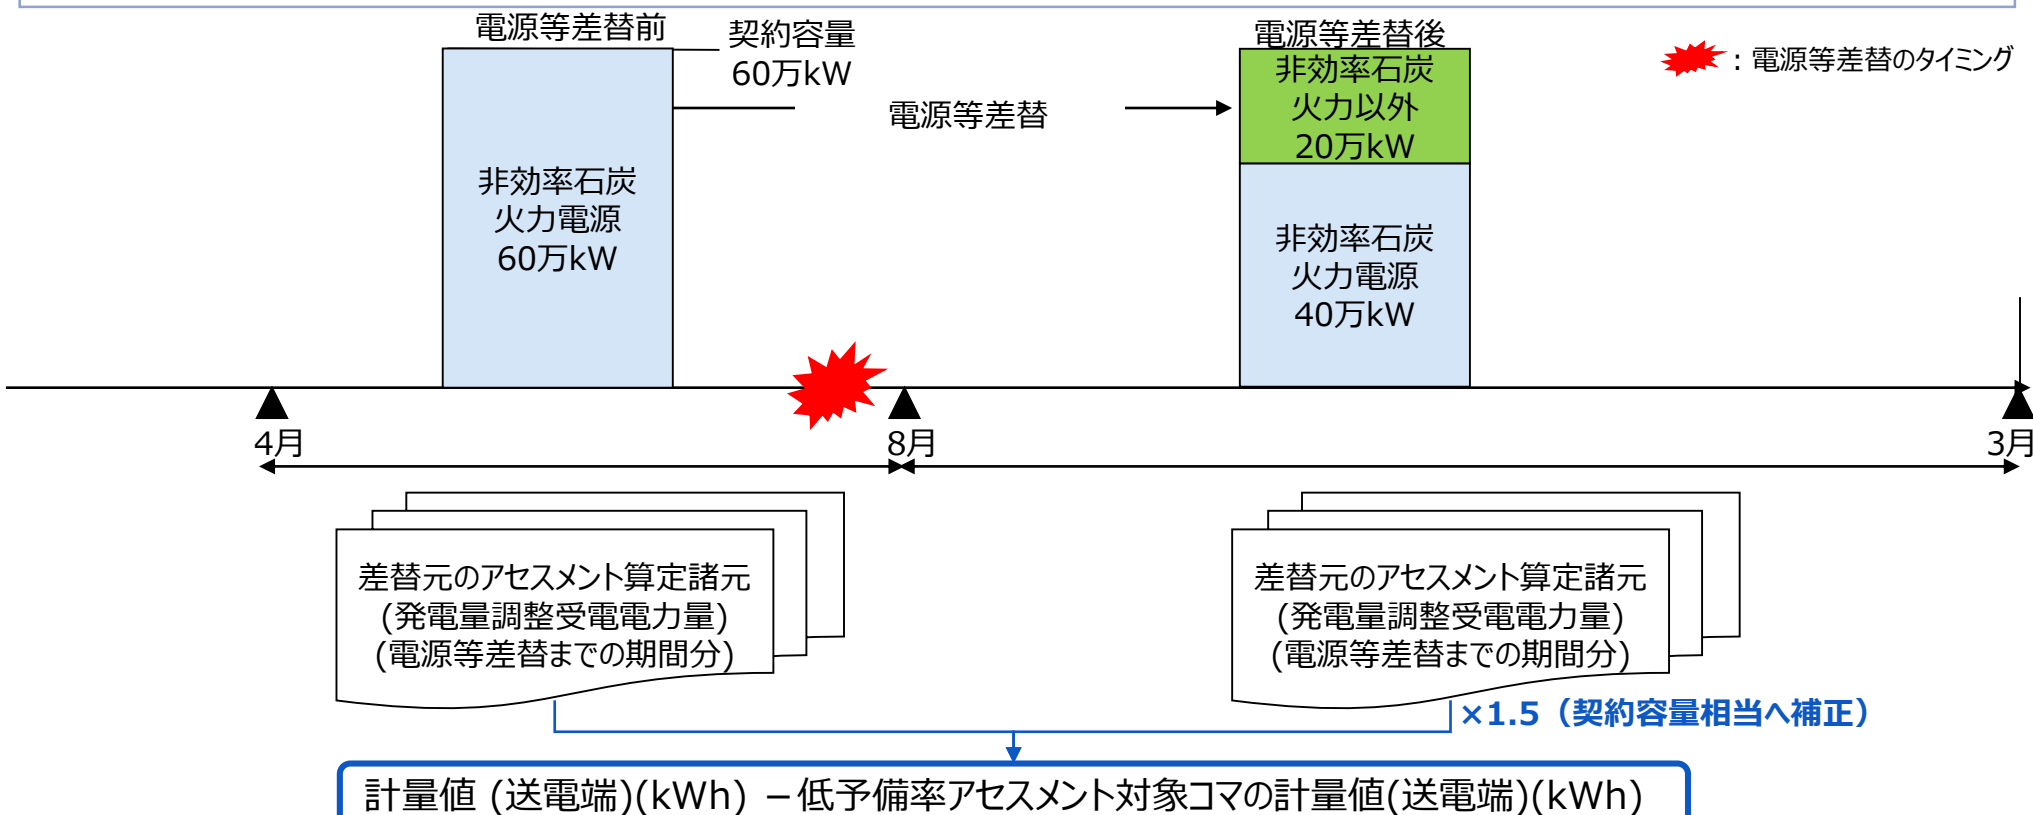 電源等差替前
契約容量
60万kW
電源等差替後
：電源等差替のタイミング
電源等差替
非効率石炭
火力以外
20万kW
非効率石炭
火力電源
60万kW
非効率石炭
火力電源
40万kW
4月
8月
3月
差替元のアセスメント算定諸元
(発電量調整受電電力量)
(電源等差替までの期間分)
差替元のアセスメント算定諸元
(発電量調整受電電力量)
(電源等差替までの期間分)
×1.5（契約容量相当へ補正）
計量値 (送電端)(kWh) －低予備率アセスメント対象コマの計量値(送電端)(kWh)